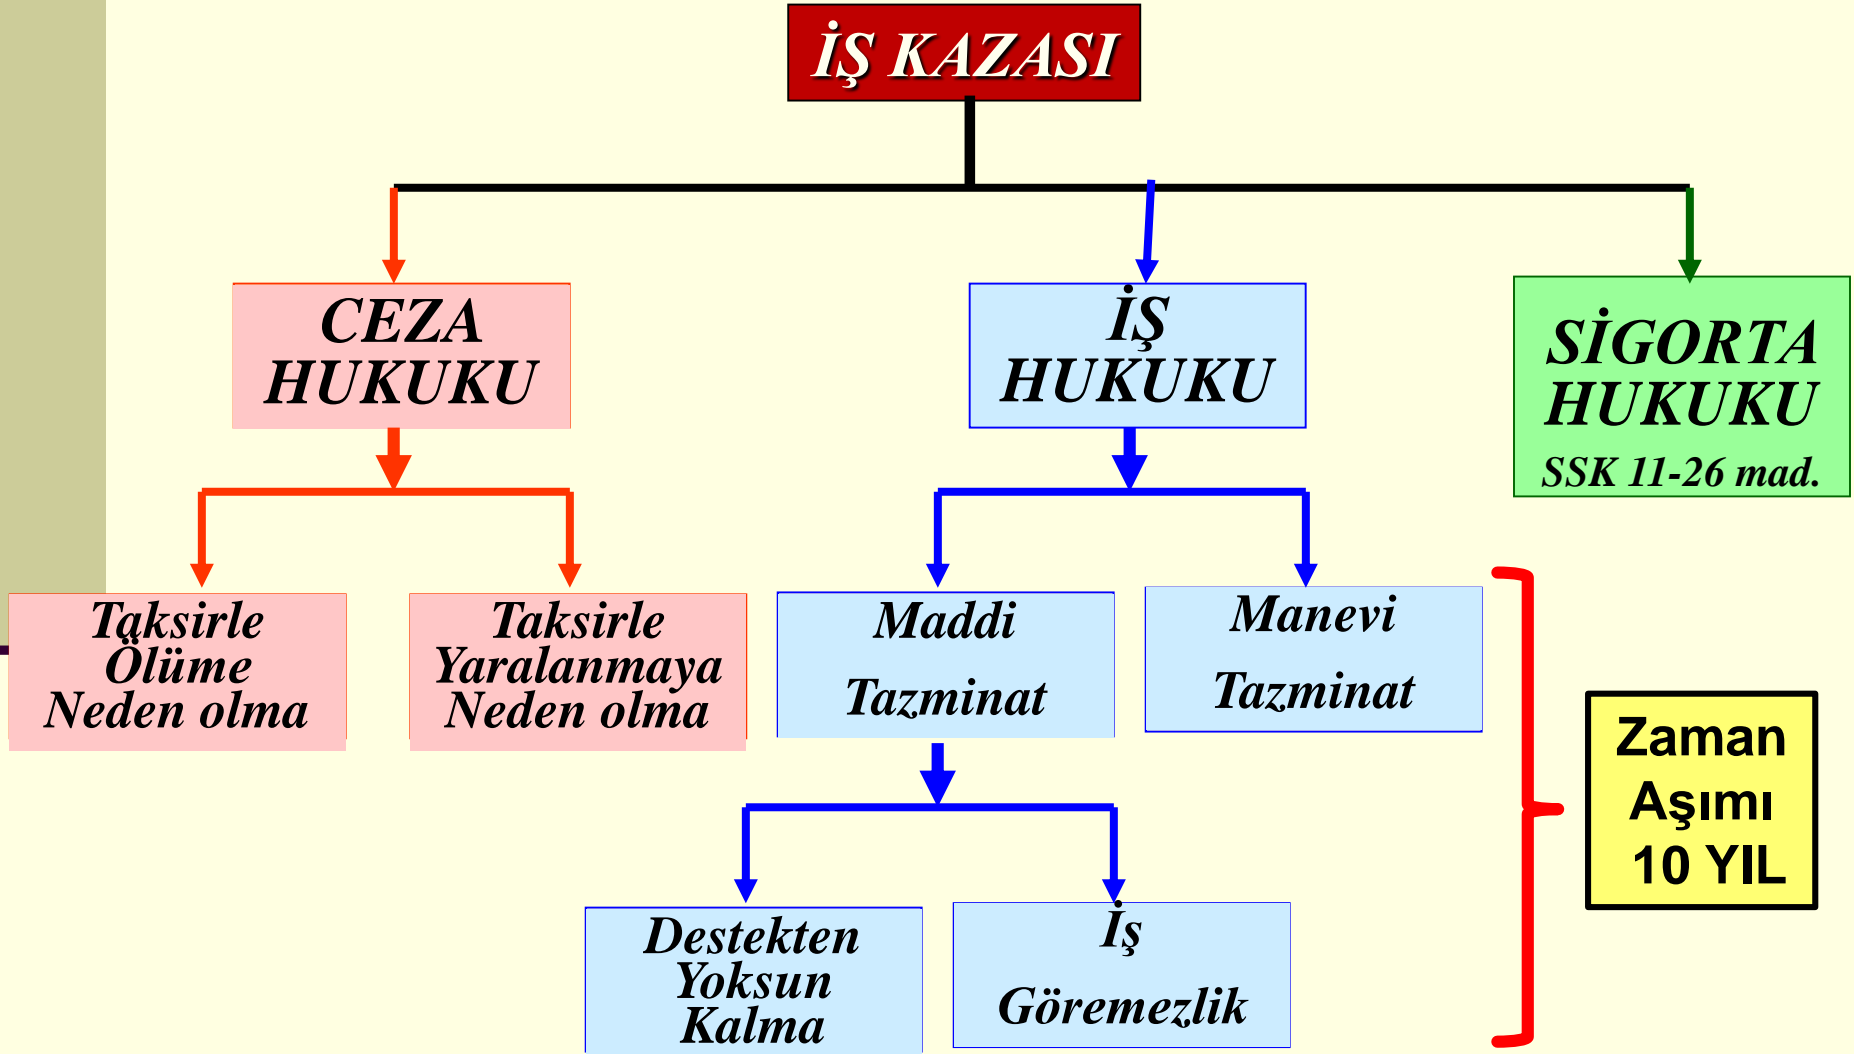 İŞ KAZASI
CEZA
HUKUKU
İŞ
HUKUKU
SİGORTA
HUKUKU
SSK 11-26 mad.
Taksirle
Ölüme
Neden olma
Taksirle
Yaralanmaya
Neden olma
Maddi
Tazminat
Manevi
Tazminat
Zaman
Aşımı
10 YIL
Destekten
Yoksun
Kalma
İş
Göremezlik